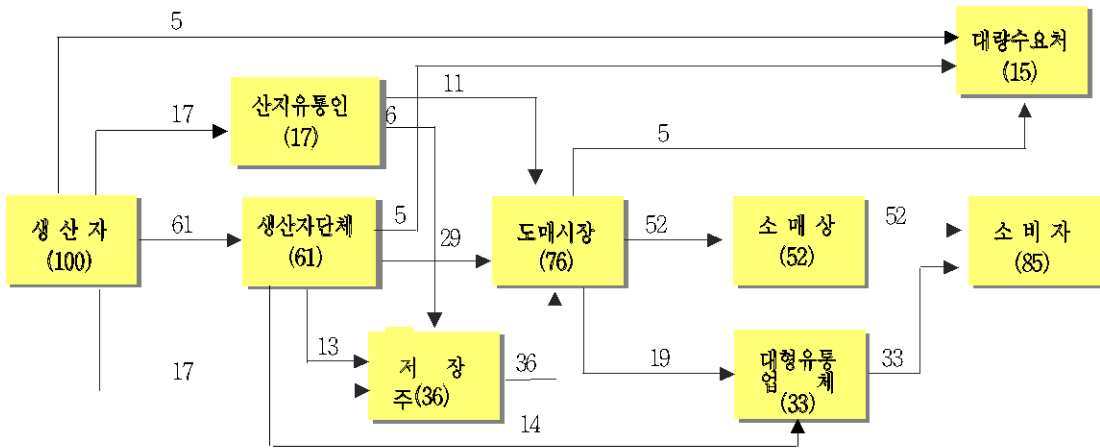 5
대량수요처
(15)
산지유통인
(17)
11
17
6
5
생 산 자
(100)
61
생산자단체
(61)
5
29
도매시장
(76)
52
소 매 상
(52)
52
소 비 자
(85)
13
저 장
주(36)
36
19
대형유통
업 체
(33)
33
17
14